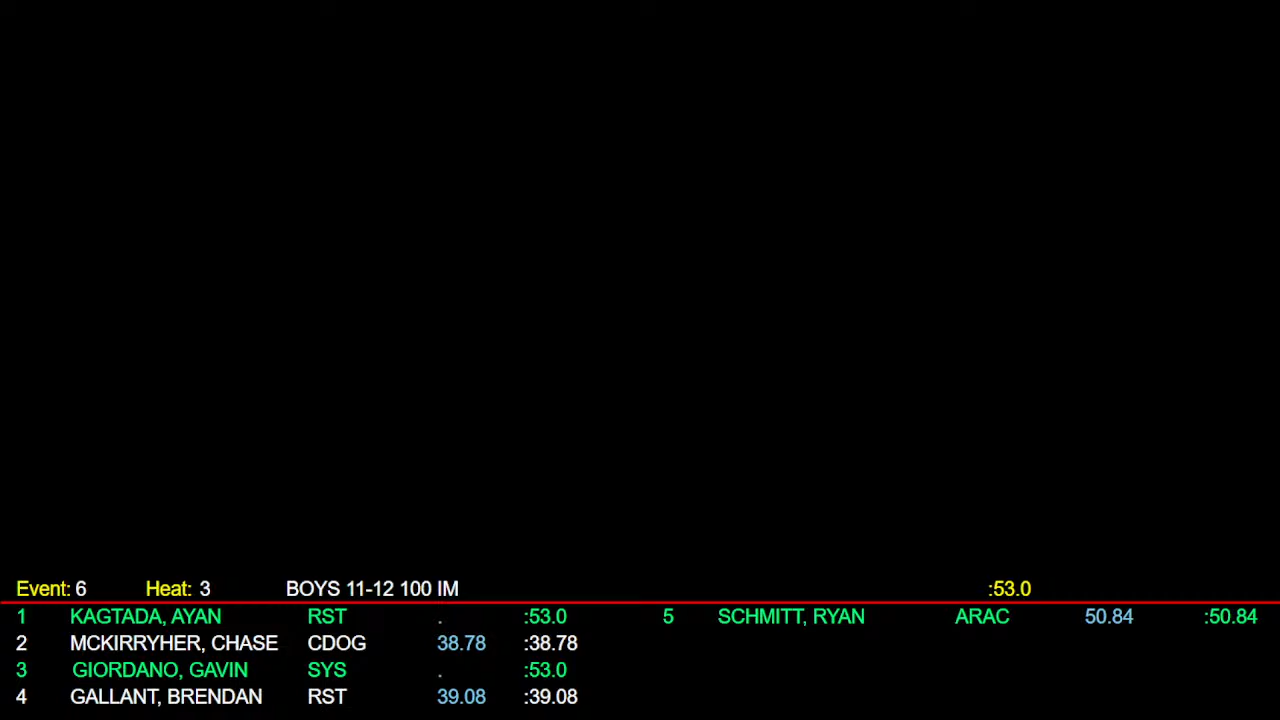 Event: 6 Heat: 3 BOYS 11-12 100 IM :53.0
1 KAGTADA, AYAN RST . :53.0 5 SCHMITT, RYAN ARAC 50.84 :50.84
2 MCKIRRYHER, CHASE CDOG 38.78 :38.78
3 GIORDANO, GAVIN SYS . :53.0
4 GALLANT, BRENDAN RST 39.08 :39.08